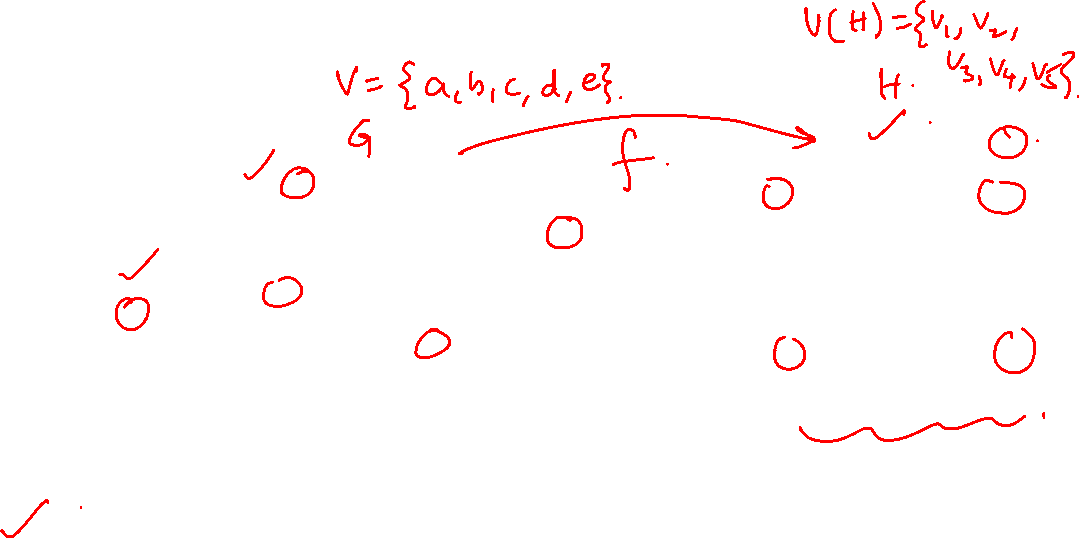 V(H)={v₁, v₂,
v₃, v₄, v₅}.
V={a,b,c,d,e}.
H.
G
f.